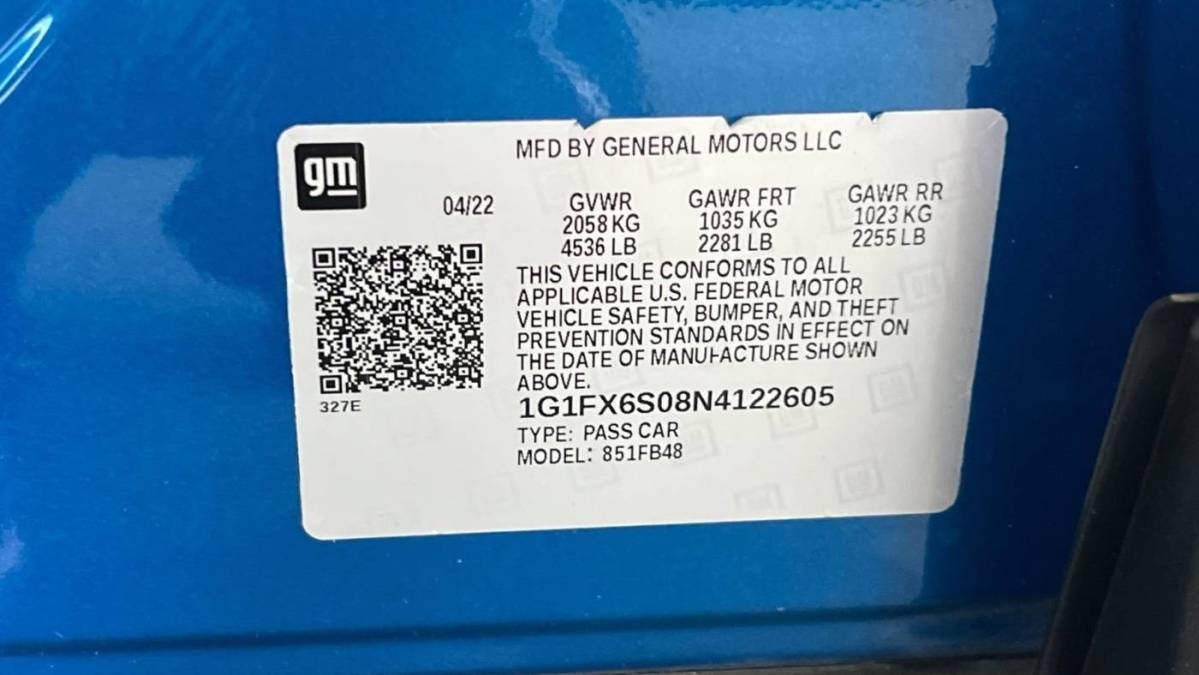 gm
MFD BY GENERAL MOTORS LLC
04/22
GVWR
2058 KG
4536 LB
GAWR FRT
1035 KG
2281 LB
GAWR RR
1023 KG
2255 LB
THIS VEHICLE CONFORMS TO ALL
APPLICABLE U.S. FEDERAL MOTOR
VEHICLE SAFETY, BUMPER, AND THEFT
PREVENTION STANDARDS IN EFFECT ON
THE DATE OF MANUFACTURE SHOWN
ABOVE.
327E
1G1FX6S08N4122605
TYPE: PASS CAR
MODEL: 851FB48